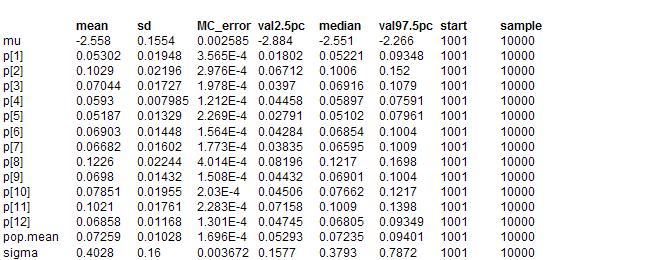 mean sd MC_error val2.5pc median val97.5pc start sample
mu -2.558 0.1554 0.002585 -2.884 -2.551 -2.266 1001 10000
p[1] 0.05302 0.01948 3.565E-4 0.01802 0.05221 0.09348 1001 10000
p[2] 0.1029 0.02196 2.976E-4 0.06712 0.1006 0.152 1001 10000
p[3] 0.07044 0.01727 1.978E-4 0.0397 0.06916 0.1079 1001 10000
p[4] 0.0593 0.007985 1.212E-4 0.04458 0.05897 0.07591 1001 10000
p[5] 0.05187 0.01329 2.269E-4 0.02791 0.05102 0.07961 1001 10000
p[6] 0.06903 0.01448 1.564E-4 0.04284 0.06854 0.1004 1001 10000
p[7] 0.06682 0.01602 1.773E-4 0.03835 0.06595 0.1009 1001 10000
p[8] 0.1226 0.02244 4.014E-4 0.08196 0.1217 0.1698 1001 10000
p[9] 0.0698 0.01432 1.508E-4 0.04432 0.06901 0.1004 1001 10000
p[10] 0.07851 0.01955 2.03E-4 0.04506 0.07662 0.1217 1001 10000
p[11] 0.1021 0.01761 2.283E-4 0.07158 0.1009 0.1398 1001 10000
p[12] 0.06858 0.01168 1.301E-4 0.04745 0.06805 0.09349 1001 10000
pop.mean 0.07259 0.01028 1.696E-4 0.05293 0.07235 0.09401 1001 10000
sigma 0.4028 0.16 0.003672 0.1577 0.3793 0.7872 1001 10000